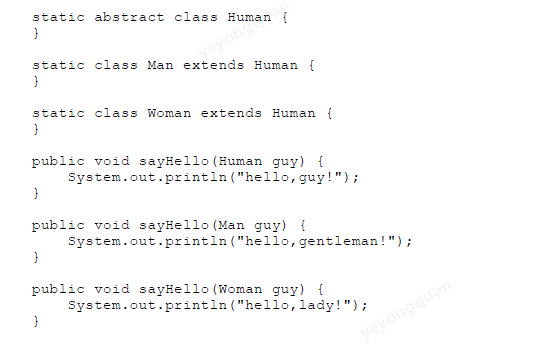 static abstract class Human {
}
static class Man extends Human {
}
static class Woman extends Human {
}
public void sayHello(Human guy) {
    System.out.println("hello,guy!");
}
public void sayHello(Man guy) {
    System.out.println("hello,gentleman!");
}
public void sayHello(Woman guy) {
    System.out.println("hello,lady!");
}
yeyongquan
yeyongquan